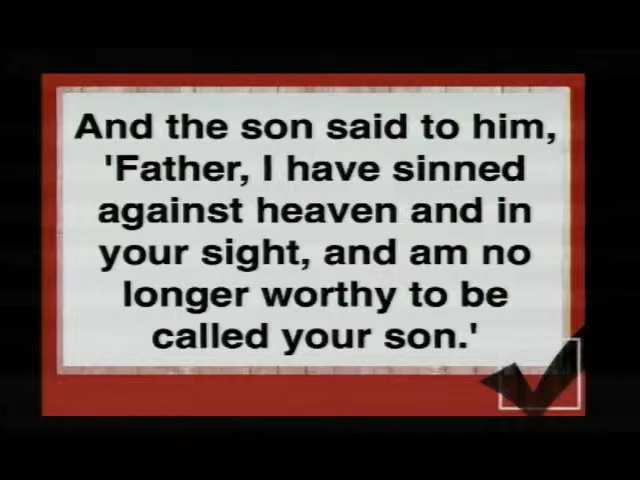 And the son said to him,
'Father, I have sinned
against heaven and in
your sight, and am no
longer worthy to be
called your son.'